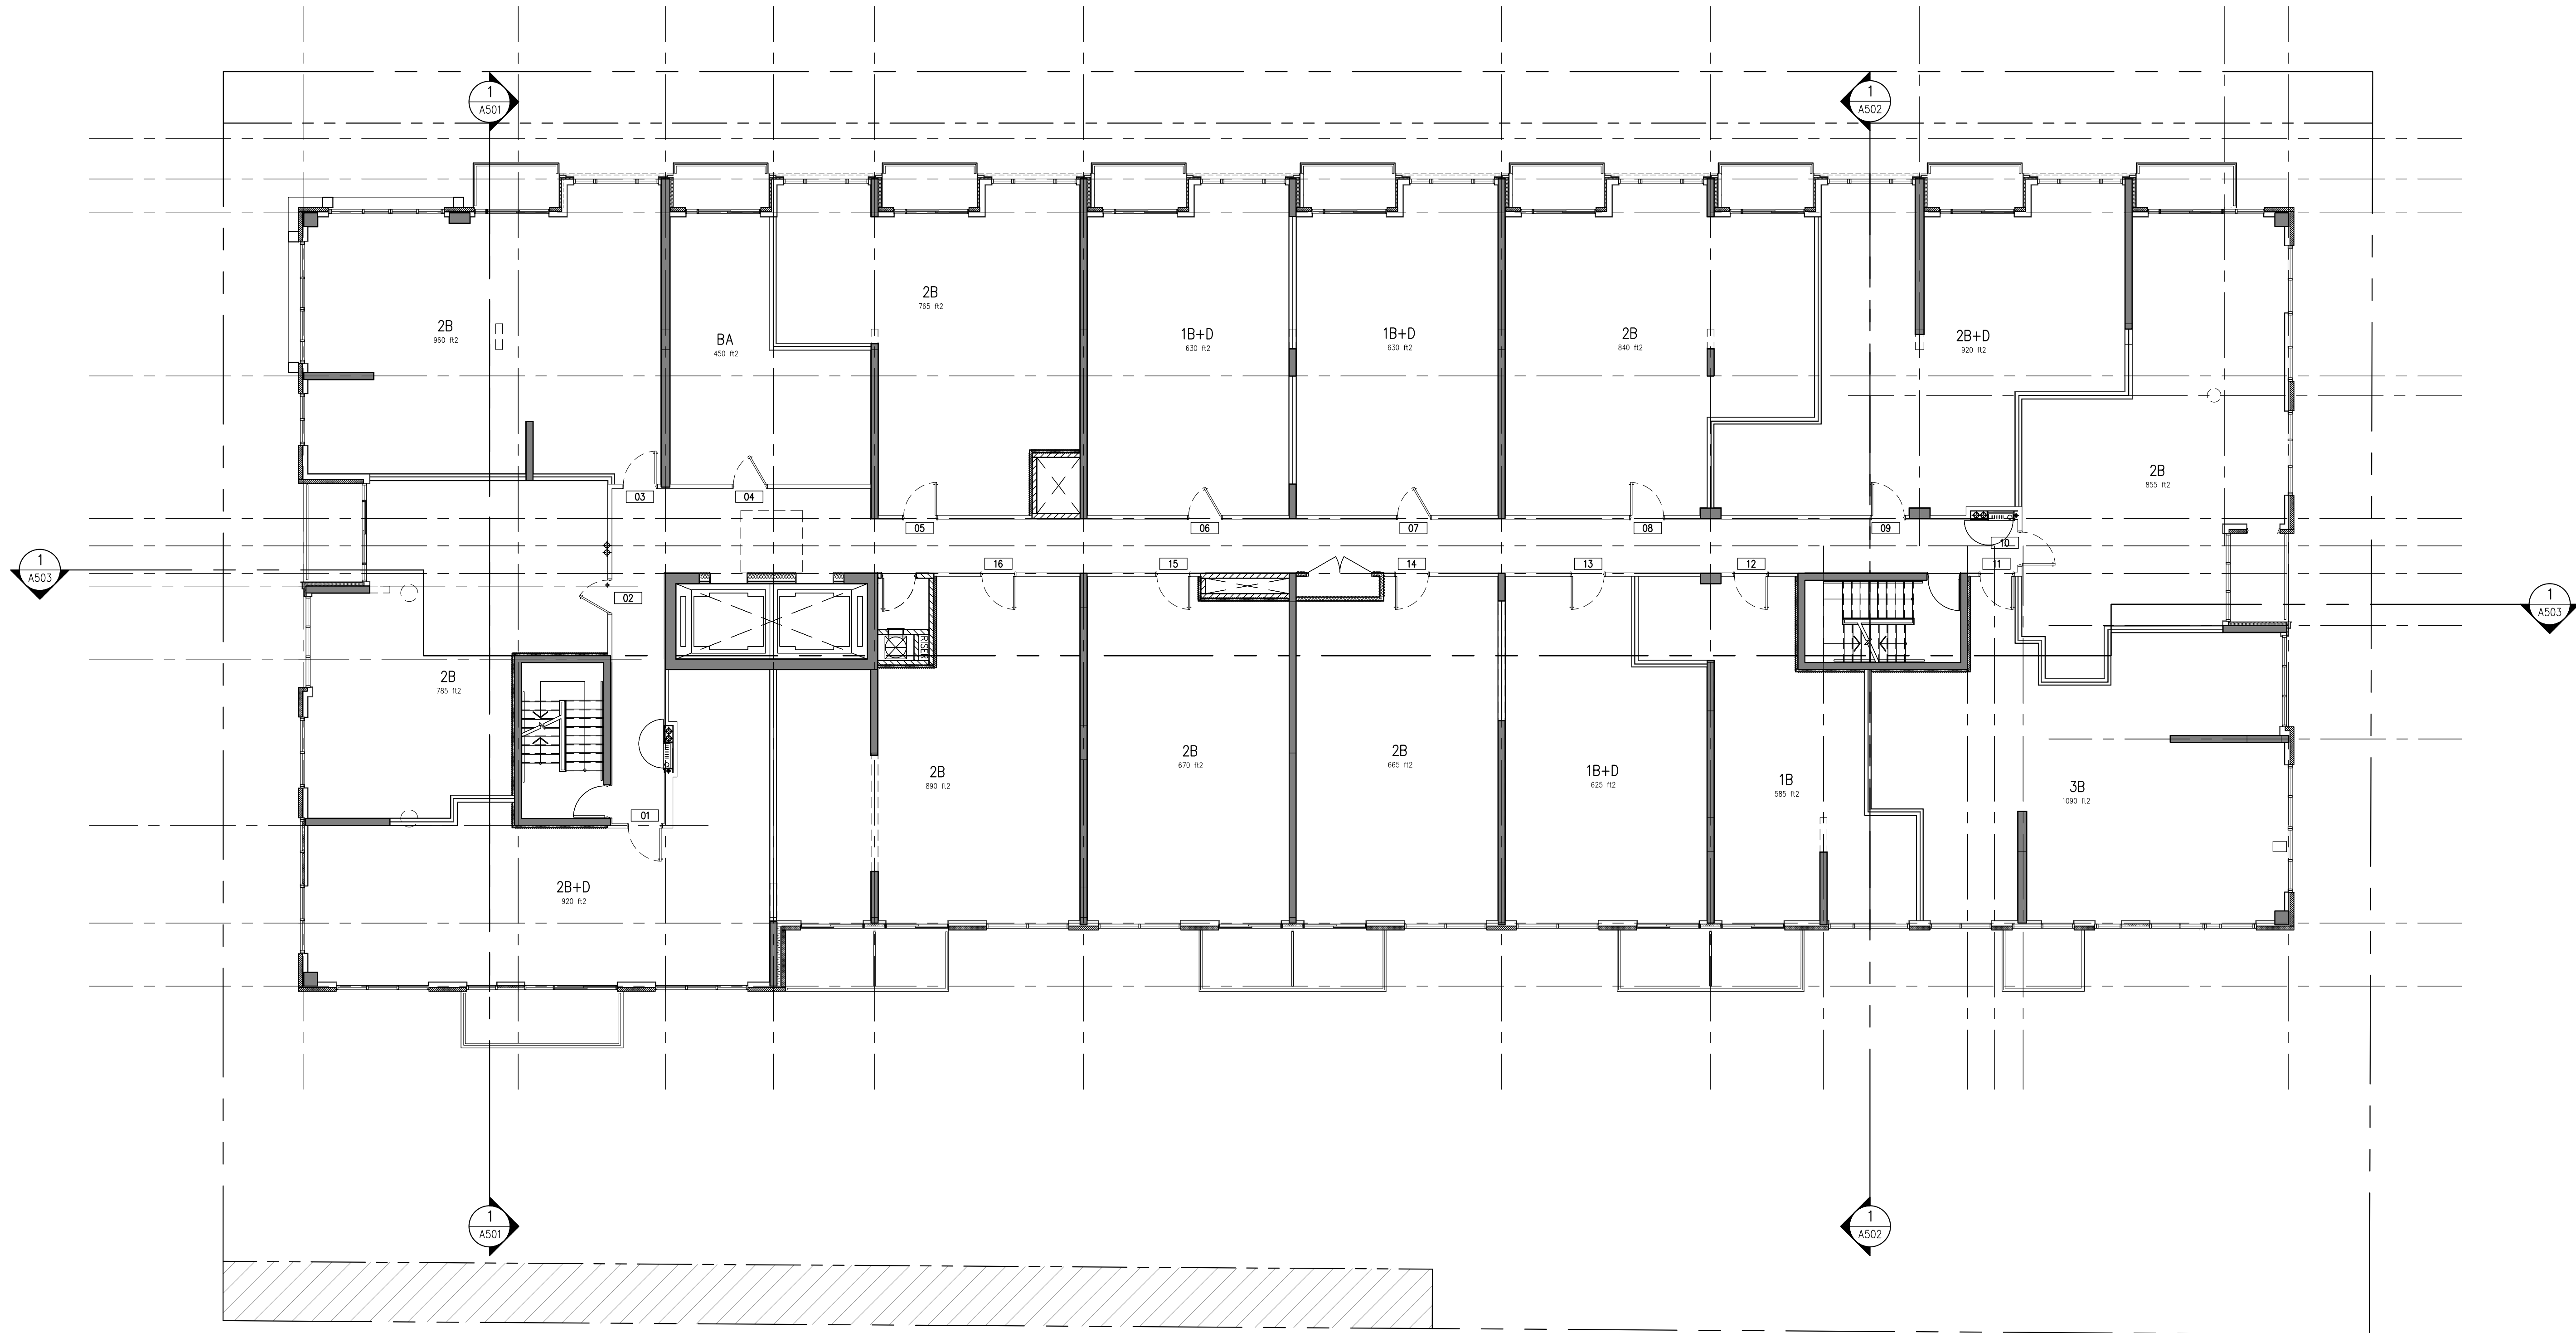 1
A501
1
A502
2B
765 ft2
2B
960 ft2
BA
450 ft2
1B+D
630 ft2
1B+D
630 ft2
2B
840 ft2
2B+D
920 ft2
2B
855 ft2
03
04
05
06
07
08
09
10
1
A503
16
15
14
13
12
11
02
1
A503
RISER
2B
785 ft2
2B
890 ft2
2B
670 ft2
2B
665 ft2
1B+D
625 ft2
1B
585 ft2
3B
1090 ft2
01
2B+D
920 ft2
1
A501
1
A502